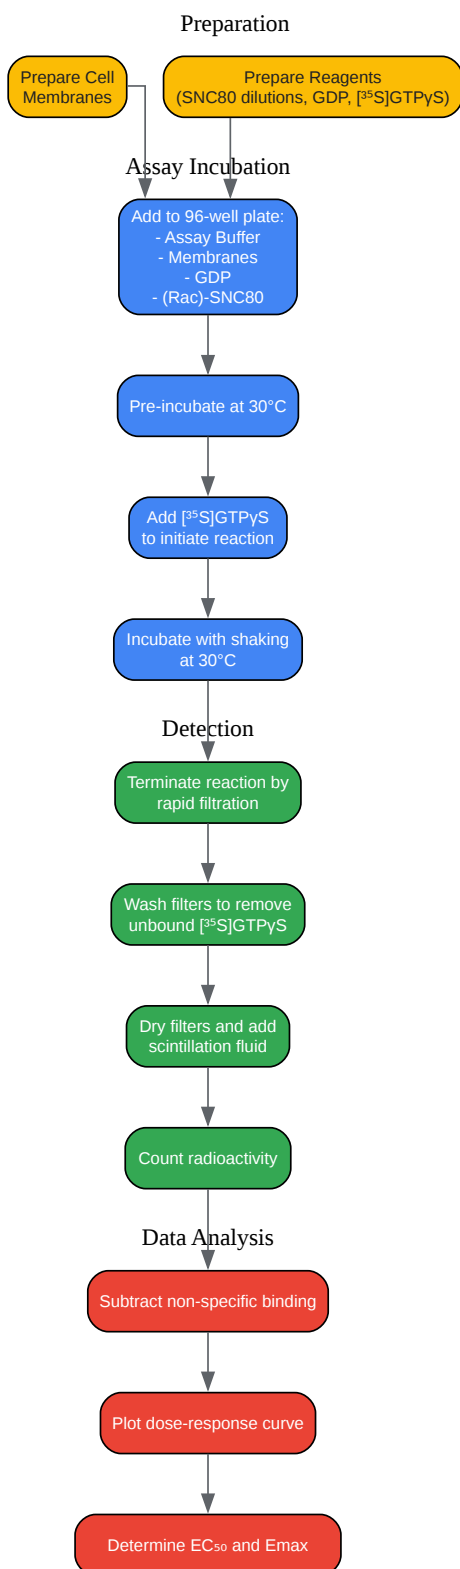 Preparation
Prepare Cell
Membranes
Prepare Reagents
(SNC80 dilutions, GDP, [³⁵S]GTPγS)
Assay Incubation
Add to 96-well plate:
- Assay Buffer
- Membranes
- GDP
- (Rac)-SNC80
Pre-incubate at 30°C
Add [³⁵S]GTPγS
to initiate reaction
Incubate with shaking
at 30°C
Detection
Terminate reaction by
rapid filtration
Wash filters to remove
unbound [³⁵S]GTPγS
Dry filters and add
scintillation fluid
Count radioactivity
Data Analysis
Subtract non-specific binding
Plot dose-response curve
Determine EC₅₀ and Emax